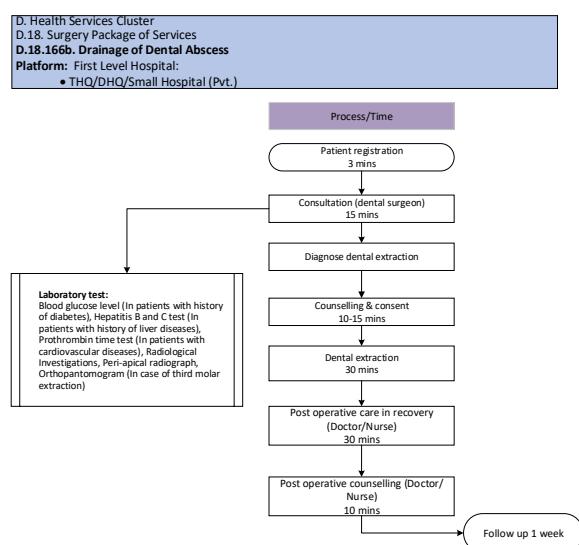 D. Health Services Cluster
D.18. Surgery Package of Services
D.18.166b. Drainage of Dental Abscess
Platform: First Level Hospital:
• THQ/DHQ/Small Hospital (Pvt.)
Process/Time
Patient registration
3 mins
Consultation (dental surgeon)
15 mins
Diagnose dental extraction
Laboratory test:
Blood glucose level (In patients with history
of diabetes), Hepatitis B and C test (In
patients with history of liver diseases),
Prothrombin time test (In patients with
cardiovascular diseases), Radiological
Investigations, Peri-apical radiograph,
Orthopantomogram (In case of third molar
extraction)
Counselling & consent
10-15 mins
Dental extraction
30 mins
Post operative care in recovery
(Doctor/Nurse)
30 mins
Post operative counselling (Doctor/
Nurse)
10 mins
Follow up 1 week